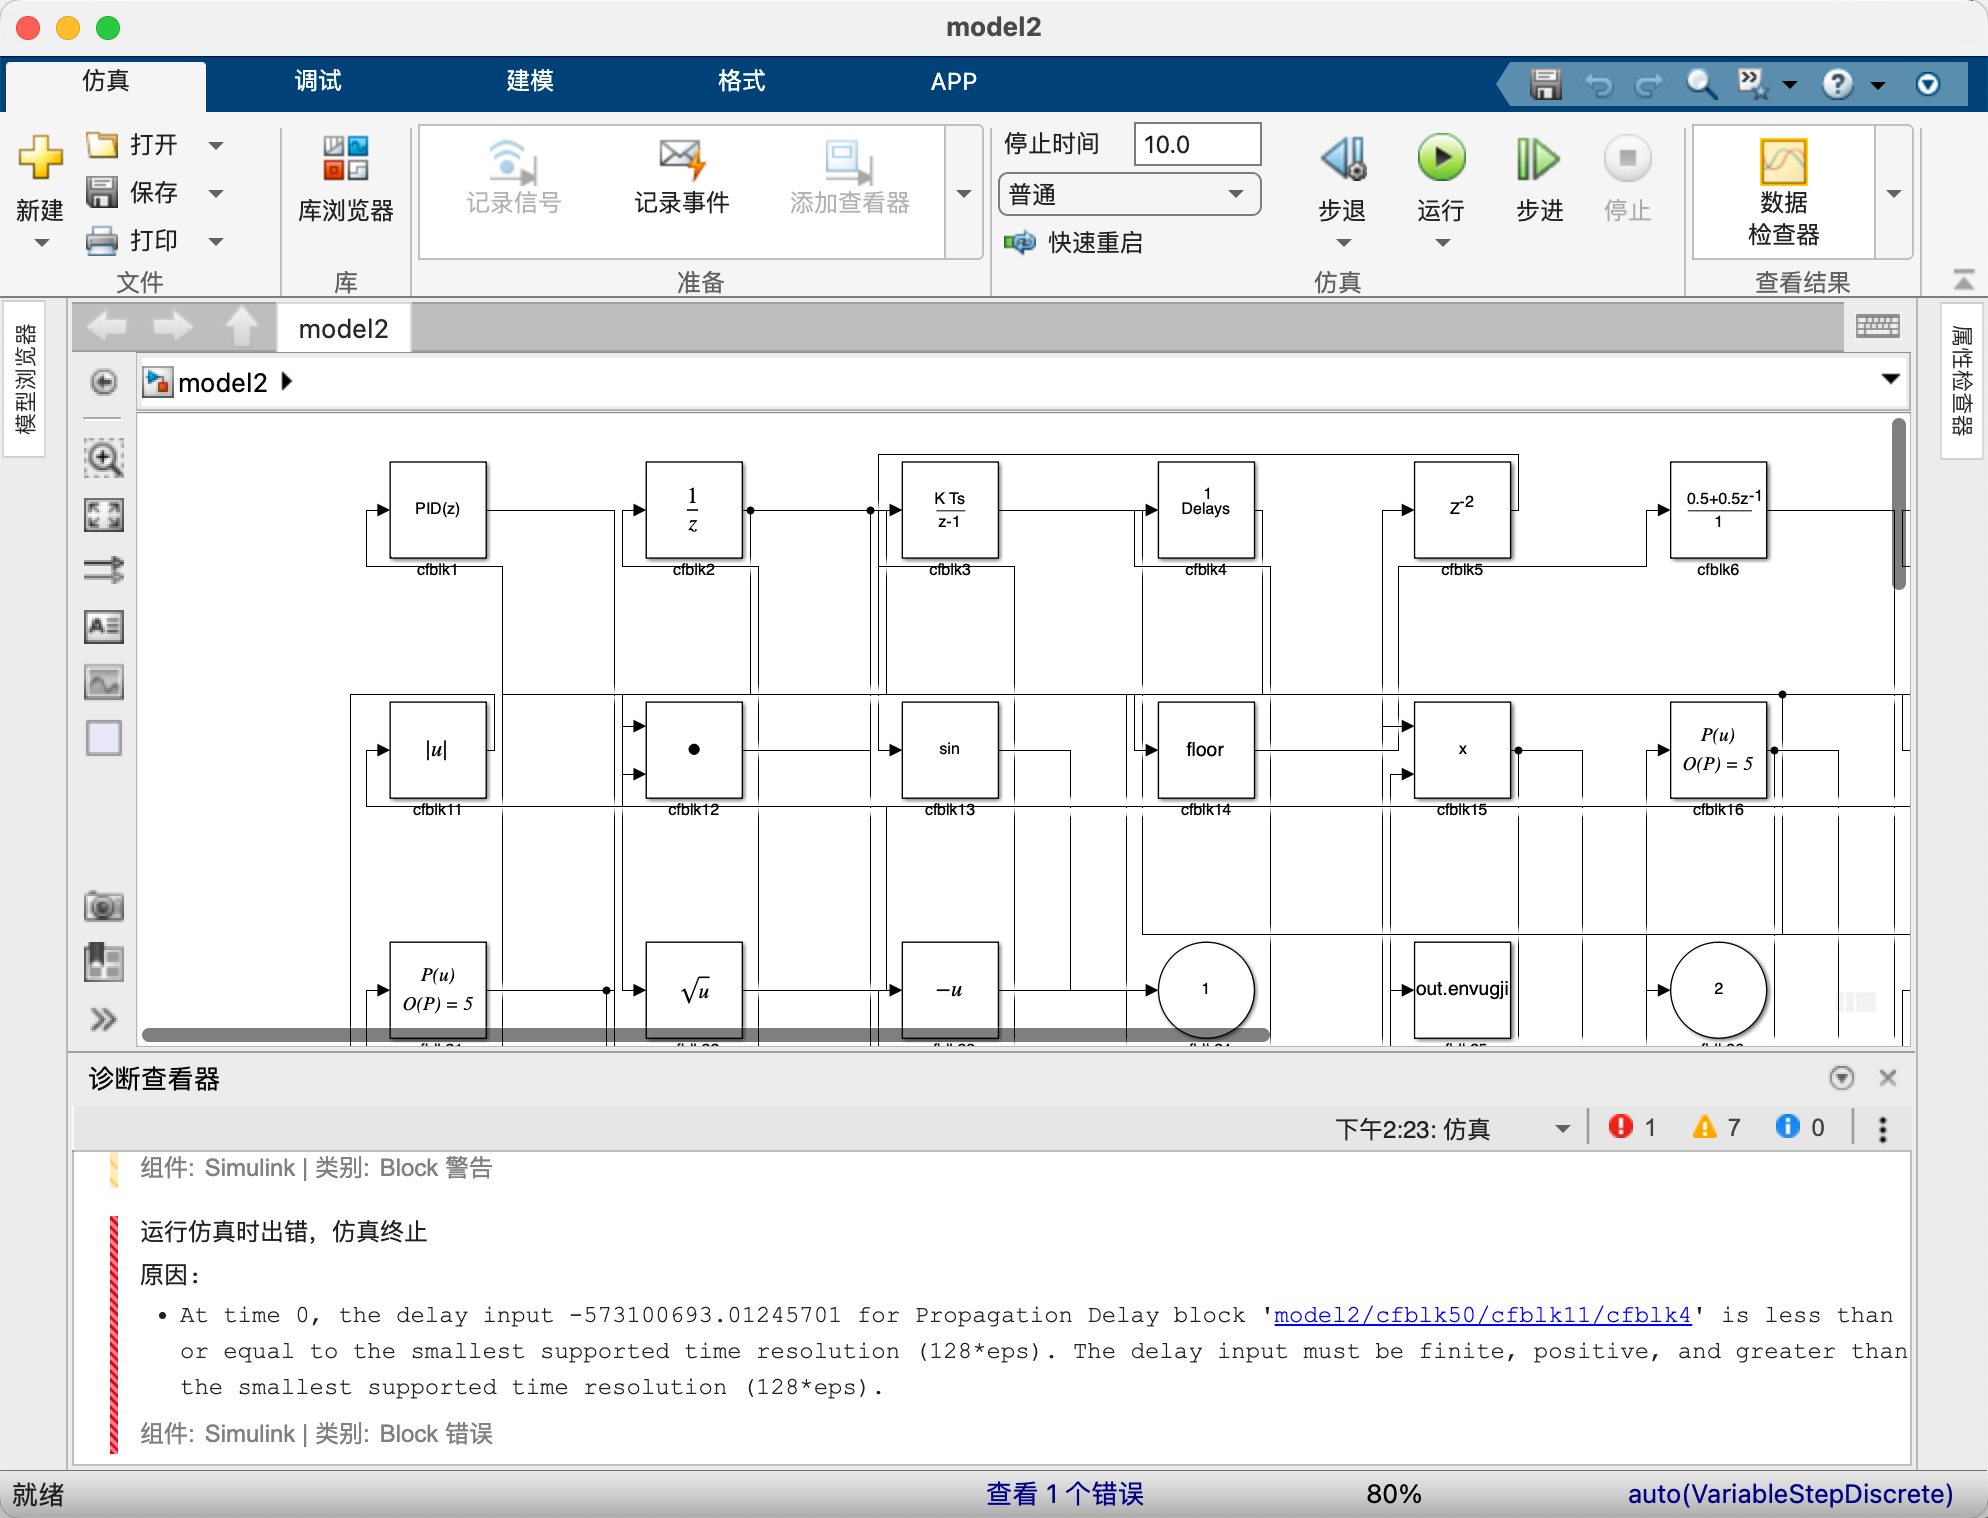 model2
仿真
调试
建模
格式
APP
新建
打开
保存
打印
文件
库浏览器
库
记录信号
记录事件
添加查看器
准备
停止时间
10.0
普通
快速重启
步退
运行
步进
停止
仿真
数据
检查器
查看结果
模型浏览器
属性检查器
model2
model2
PID(z)
cfblk1
1
z
cfblk2
K Ts
z-1
cfblk3
1
Delays
cfblk4
Z-2
cfblk5
0.5+0.5z-1
1
cfblk6
|u|
cfblk11
cfblk12
sin
cfblk13
floor
cfblk14
x
cfblk15
P(u)
O(P) = 5
cfblk16
P(u)
O(P) = 5
√u
−u
1
out.envugji
2
诊断查看器
下午2:23: 仿真
1
7
0
组件: Simulink | 类别: Block 警告
运行仿真时出错，仿真终止
原因:
• At time 0, the delay input -573100693.01245701 for Propagation Delay block 'model2/cfblk50/cfblk11/cfblk4' is less than
or equal to the smallest supported time resolution (128*eps). The delay input must be finite, positive, and greater than
the smallest supported time resolution (128*eps).
组件: Simulink | 类别: Block 错误
就绪
查看 1 个错误
80%
auto(VariableStepDiscrete)